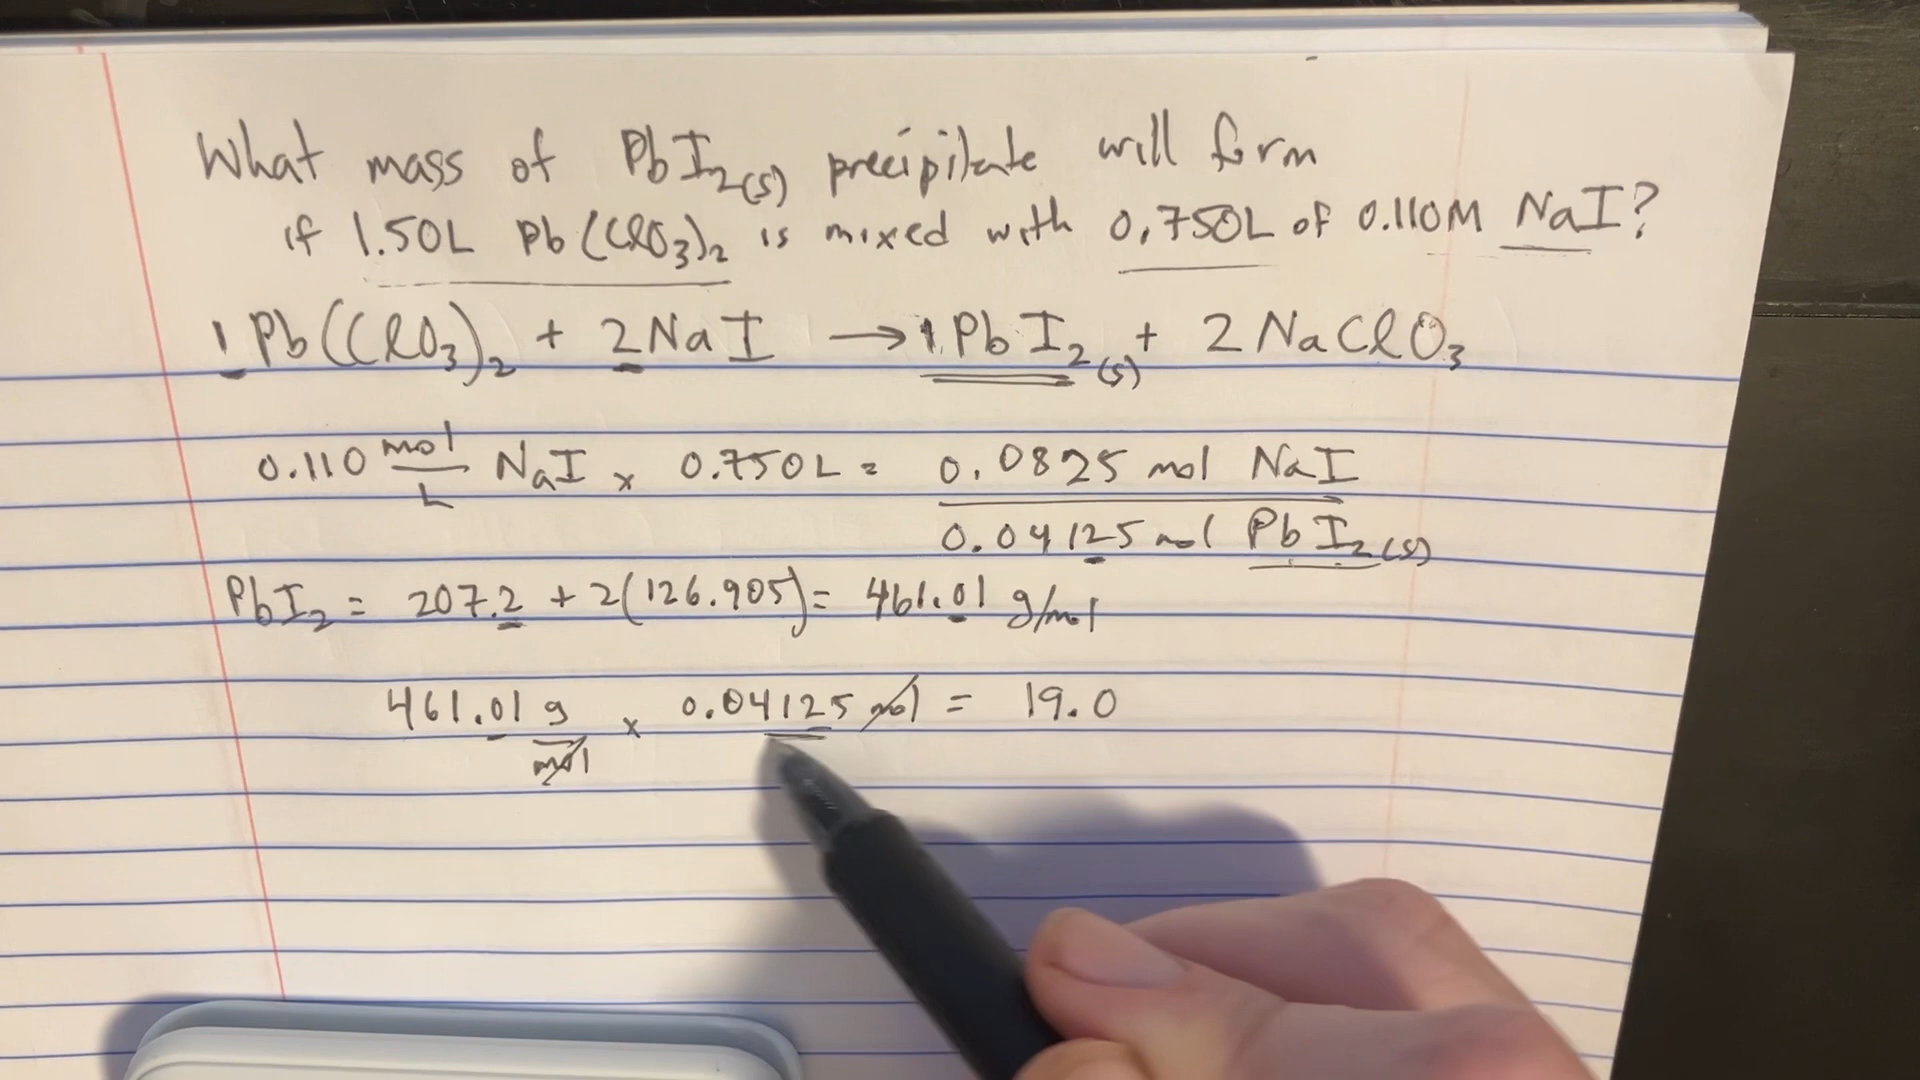 What mass of PbI₂(s) precipitate will form
if 1.50L Pb(ClO₃)₂ is mixed with 0.750L of 0.110M NaI?
1 Pb(ClO₃)₂ + 2 NaI → 1 PbI₂(s) + 2 NaClO₃
0.110 mol/L NaI x 0.750L = 0.0825 mol NaI
0.04125 mol PbI₂(s)
PbI₂ = 207.2 + 2(126.905) = 461.01 g/mol
461.01 g/mol x 0.04125 mol = 19.0